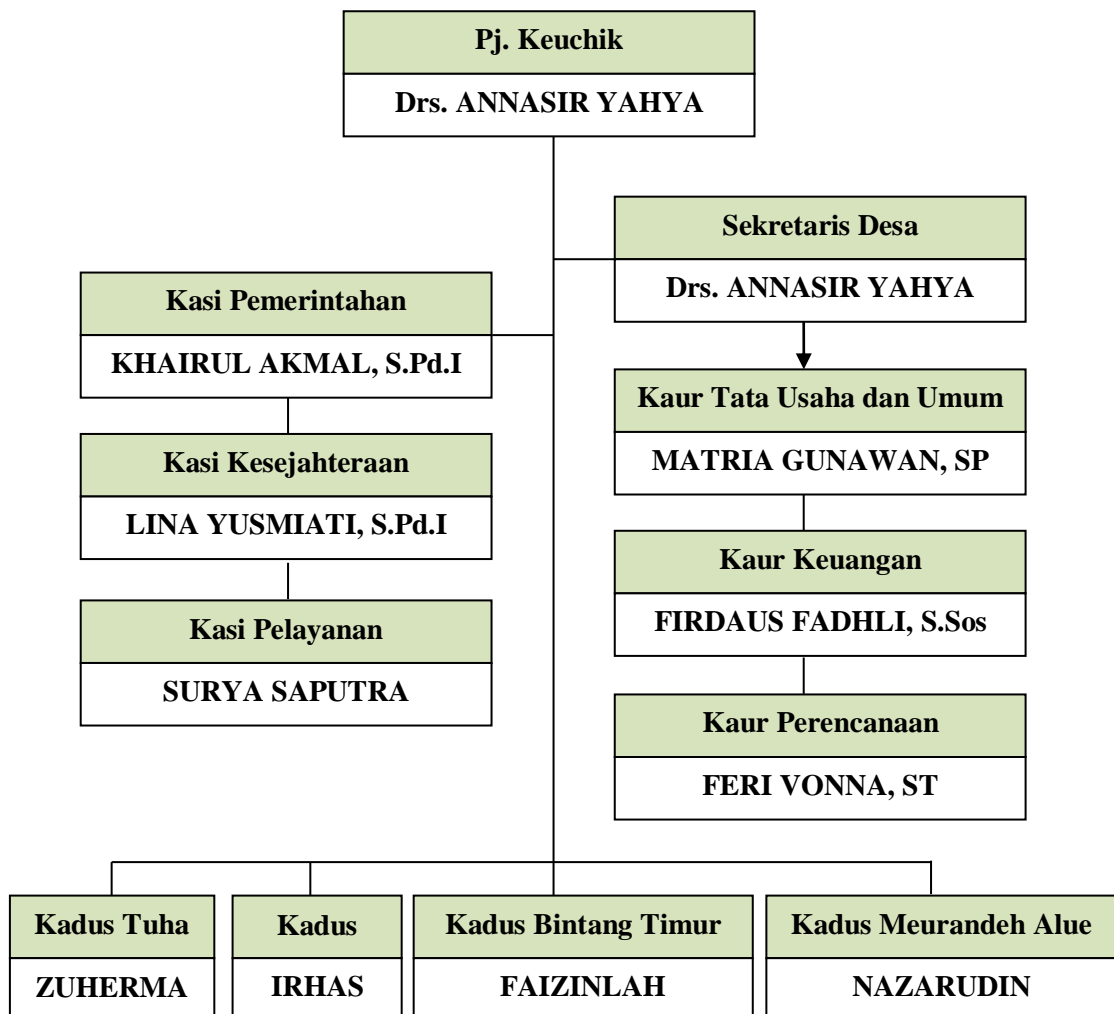 Pj. Keuchik
Drs. ANNASIR YAHYA
Sekretaris Desa
Drs. ANNASIR YAHYA
Kasi Pemerintahan
KHAIRUL AKMAL, S.Pd.I
Kaur Tata Usaha dan Umum
MATRIA GUNAWAN, SP
Kasi Kesejahteraan
LINA YUSMIATI, S.Pd.I
Kaur Keuangan
FIRDAUS FADHLI, S.Sos
Kasi Pelayanan
SURYA SAPUTRA
Kaur Perencanaan
FERI VONNA, ST
Kadus Tuha
ZUHERMA
Kadus
IRHAS
Kadus Bintang Timur
FAIZINLAH
Kadus Meurandeh Alue
NAZARUDIN